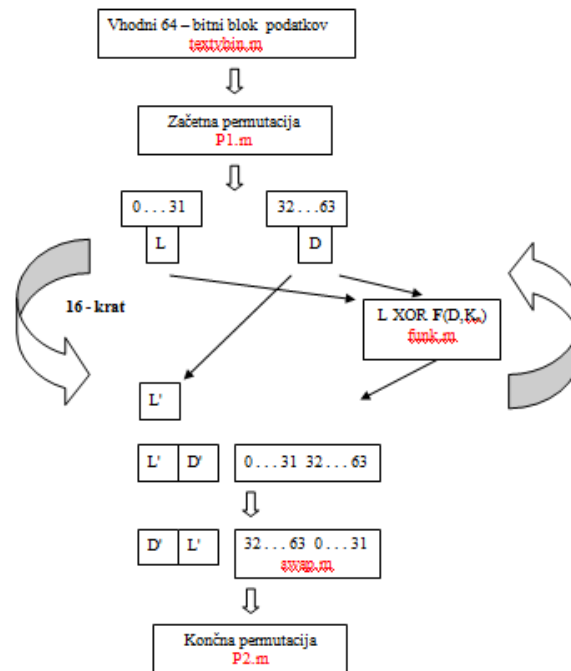 Vhodni 64 – bitni blok podatkov
textvbin.m
Začetna permutacija
P1.m
0 . . . 31
32 . . . 63
L
D
16 - krat
L XOR F(D,Kn)
funk.m
L'
L' D' 0 . . . 31 32 . . . 63
D' L' 32 . . . 63 0 . . . 31
swap.m
Končna permutacija
P2.m